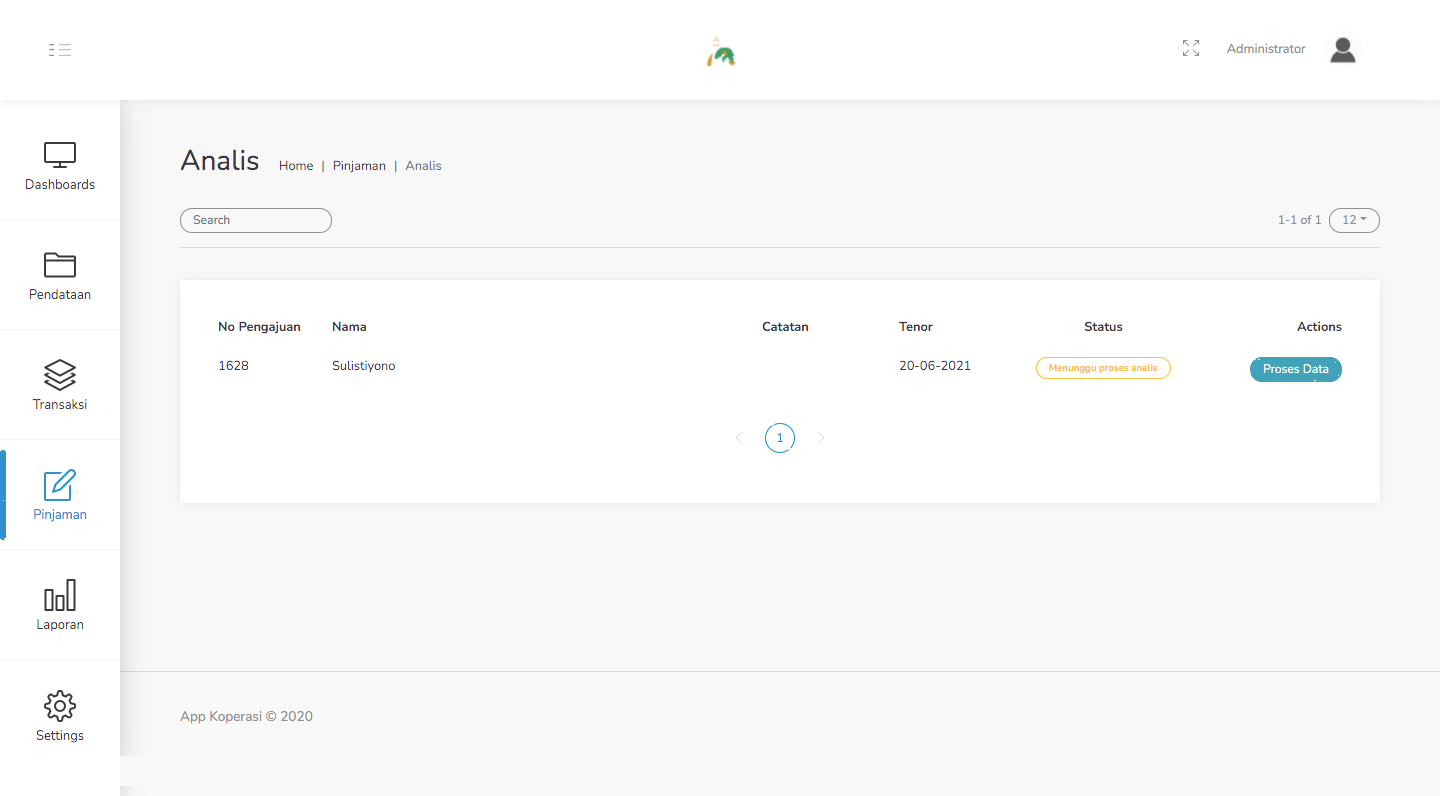 Administrator
Dashboards
Pendataan
Transaksi
Pinjaman
Laporan
Settings
Analis Home | Pinjaman | Analis
Search 1-1 of 1 12
No Pengajuan Nama Catatan Tenor Status Actions
1628 Sulistiyono 20-06-2021 Menunggu proses analis Proses Data
1
App Koperasi © 2020